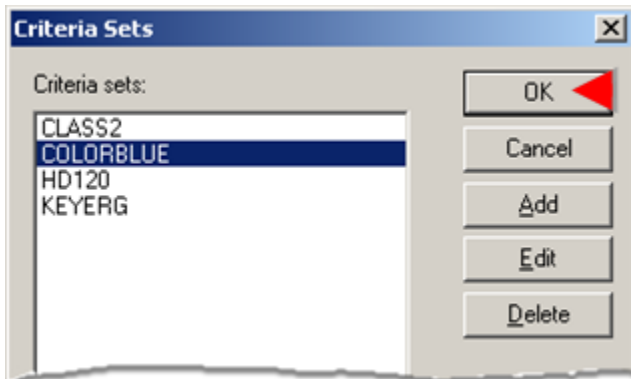 Criteria Sets
Criteria sets:
CLASS2
COLORBLUE
HD120
KEYERG
OK
Cancel
Add
Edit
Delete